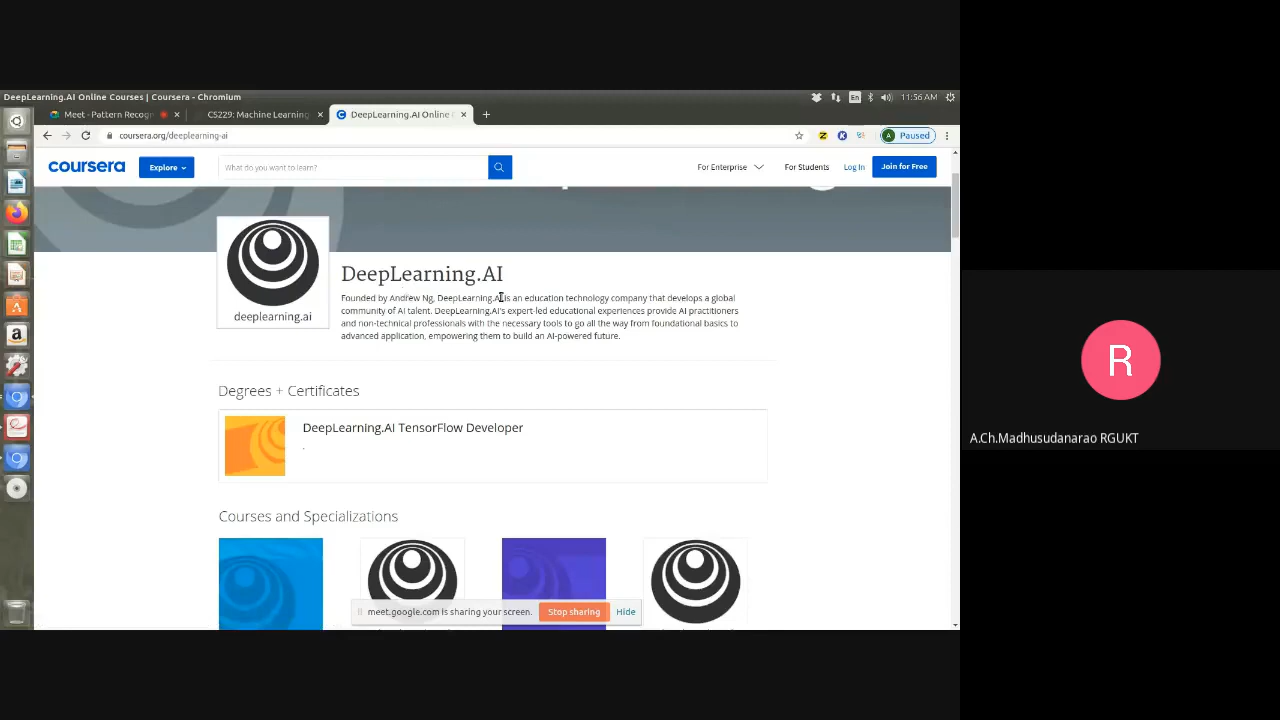 DeepLearning.AI Online Courses | Coursera - Chromium
En
11:56 AM
Meet - Pattern Recogn
CS229: Machine Learning
DeepLearning.AI Online C
coursera.org/deeplearning-ai
A
Paused
coursera
Explore
What do you want to learn?
For Enterprise
For Students
Log In
Join for Free
deeplearning.ai
DeepLearning.AI
Founded by Andrew Ng, DeepLearning.AI is an education technology company that develops a global
community of AI talent. DeepLearning.AI's expert-led educational experiences provide AI practitioners
and non-technical professionals with the necessary tools to go all the way from foundational basics to
advanced application, empowering them to build an AI-powered future.
Degrees + Certificates
DeepLearning.AI TensorFlow Developer
.
Courses and Specializations
meet.google.com is sharing your screen.
Stop sharing
Hide
R
A.Ch.Madhusudanarao RGUKT